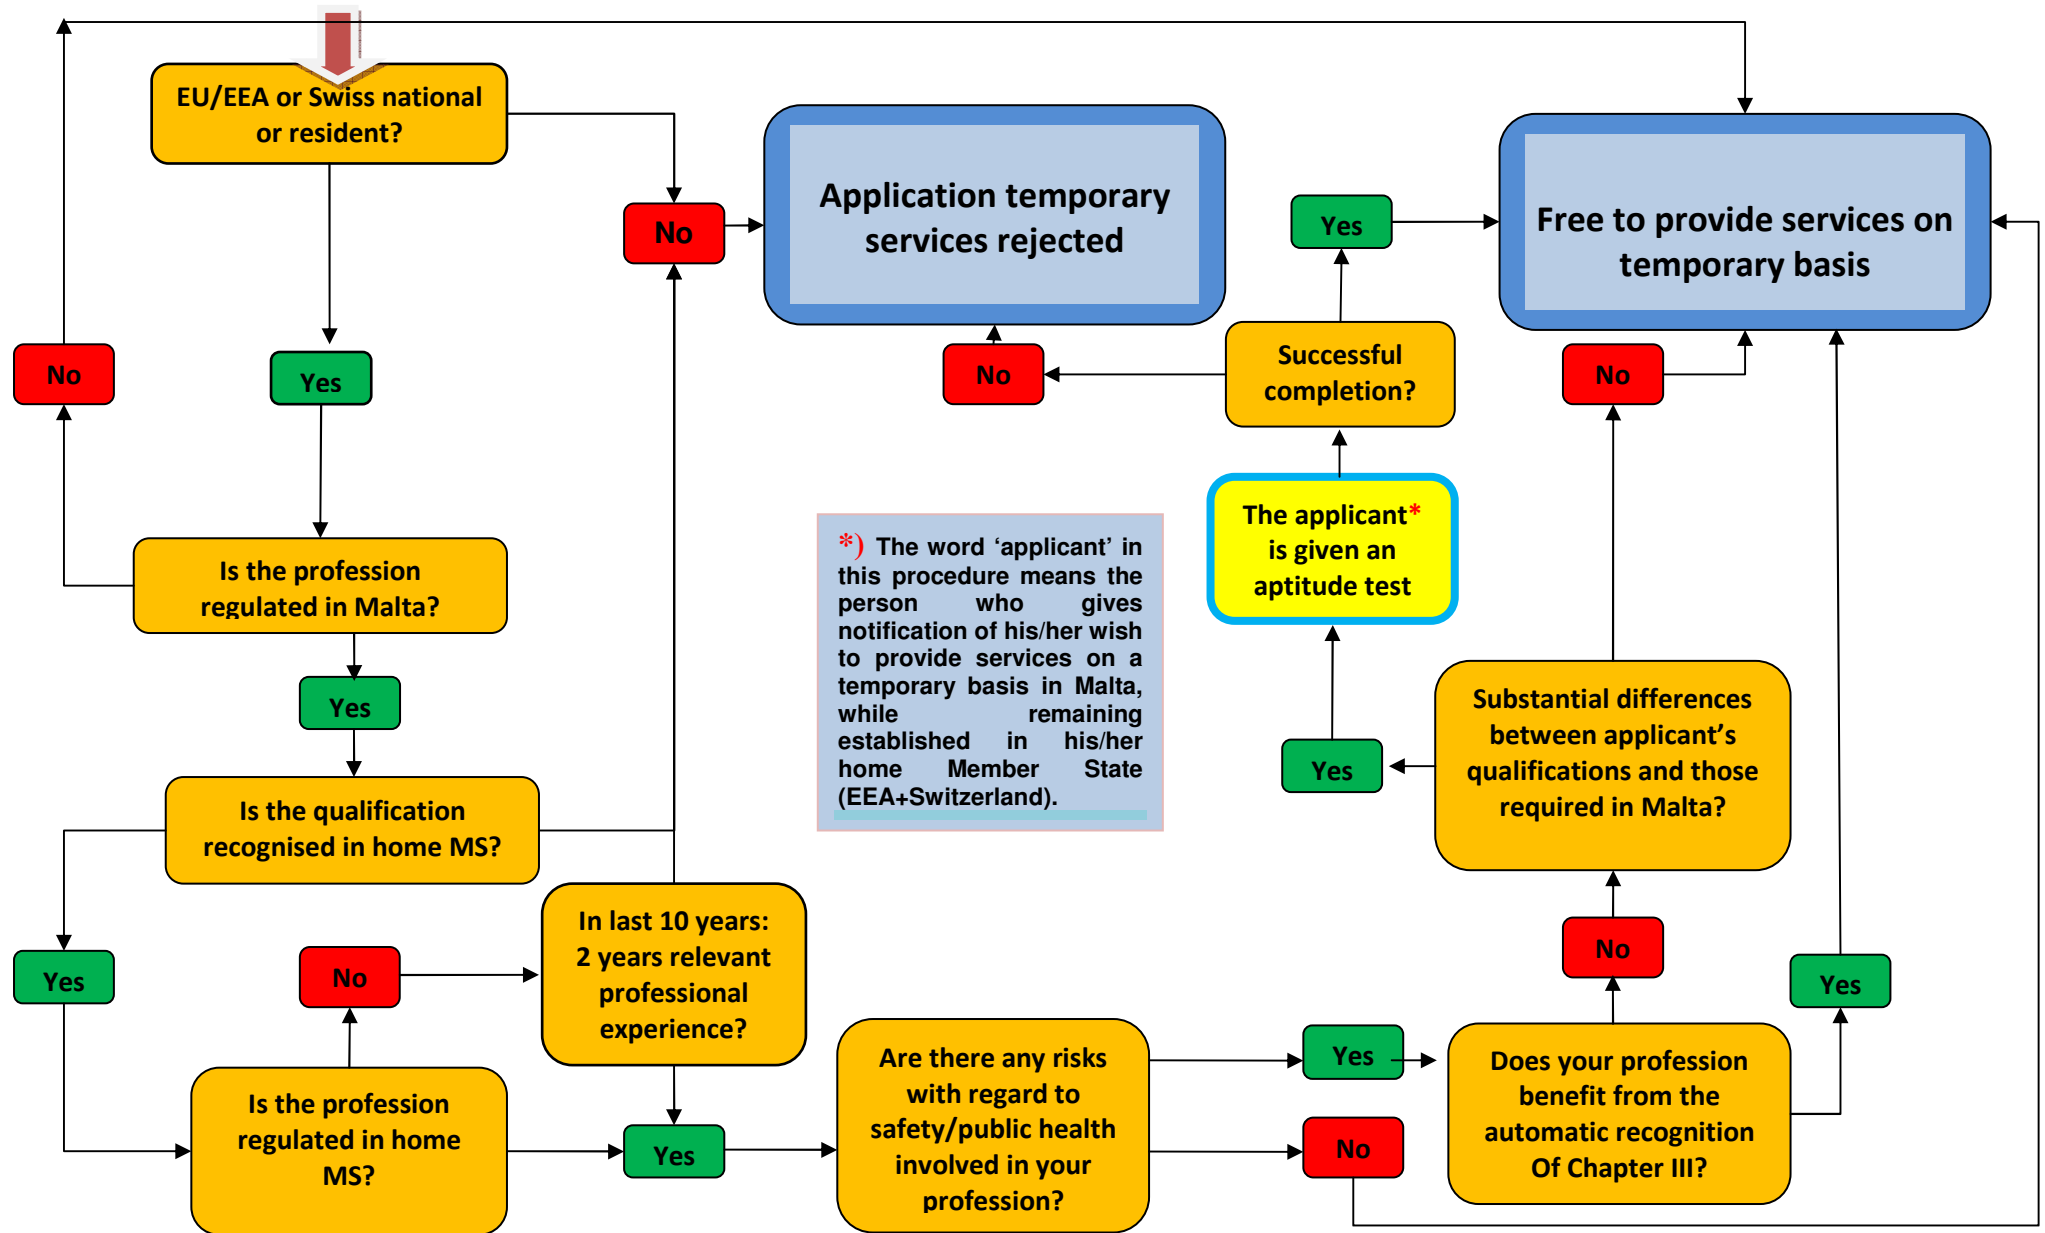 EU/EEA or Swiss national
or resident?
No
Application temporary
services rejected
Yes
Free to provide services on
temporary basis
No
Yes
No
Successful
completion?
No
Is the profession
regulated in Malta?
*) The word ‘applicant’ in
this procedure means the
person who gives
notification of his/her wish
to provide services on a
temporary basis in Malta,
while remaining
established in his/her
home Member State
(EEA+Switzerland).
The applicant*
is given an
aptitude test
Yes
Yes
Substantial differences
between applicant’s
qualifications and those
required in Malta?
Is the qualification
recognised in home MS?
Yes
No
In last 10 years:
2 years relevant
professional
experience?
No
Yes
Is the profession
regulated in home
MS?
Yes
Are there any risks
with regard to
safety/public health
involved in your
profession?
Yes
No
Does your profession
benefit from the
automatic recognition
Of Chapter III?